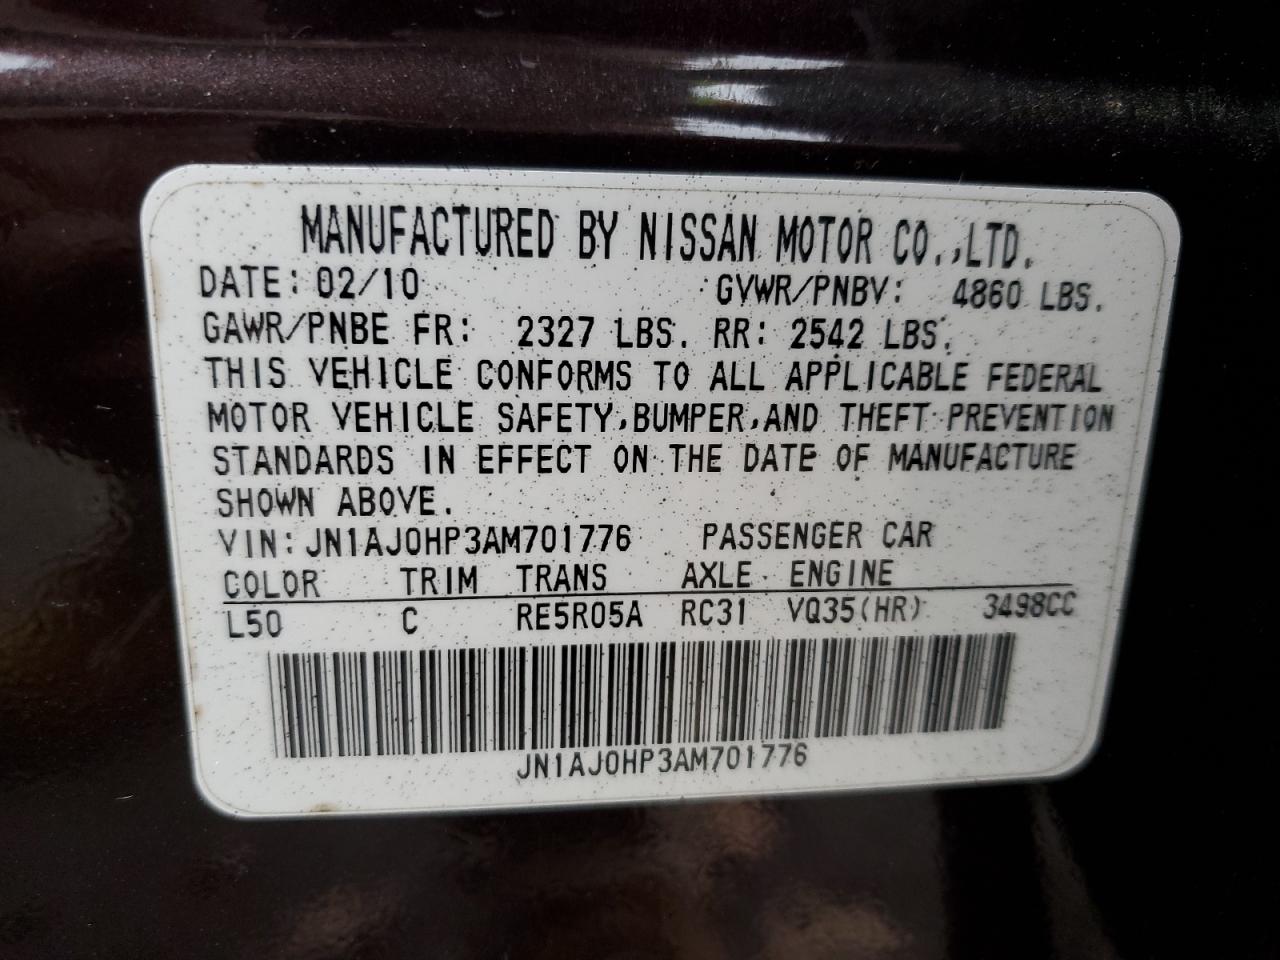 MANUFACTURED BY NISSAN MOTOR CO.,LTD.
DATE: 02/10 GVWR/PNBV: 4860 LBS.
GAWR/PNBE FR: 2327 LBS. RR: 2542 LBS.
THIS VEHICLE CONFORMS TO ALL APPLICABLE FEDERAL
MOTOR VEHICLE SAFETY,BUMPER,AND THEFT PREVENTION
STANDARDS IN EFFECT ON THE DATE OF MANUFACTURE
SHOWN ABOVE.
VIN: JN1AJ0HP3AM701776 PASSENGER CAR
COLOR TRIM TRANS AXLE ENGINE
L50 C RE5R05A RC31 VQ35(HR) 3498CC
JN1AJ0HP3AM701776